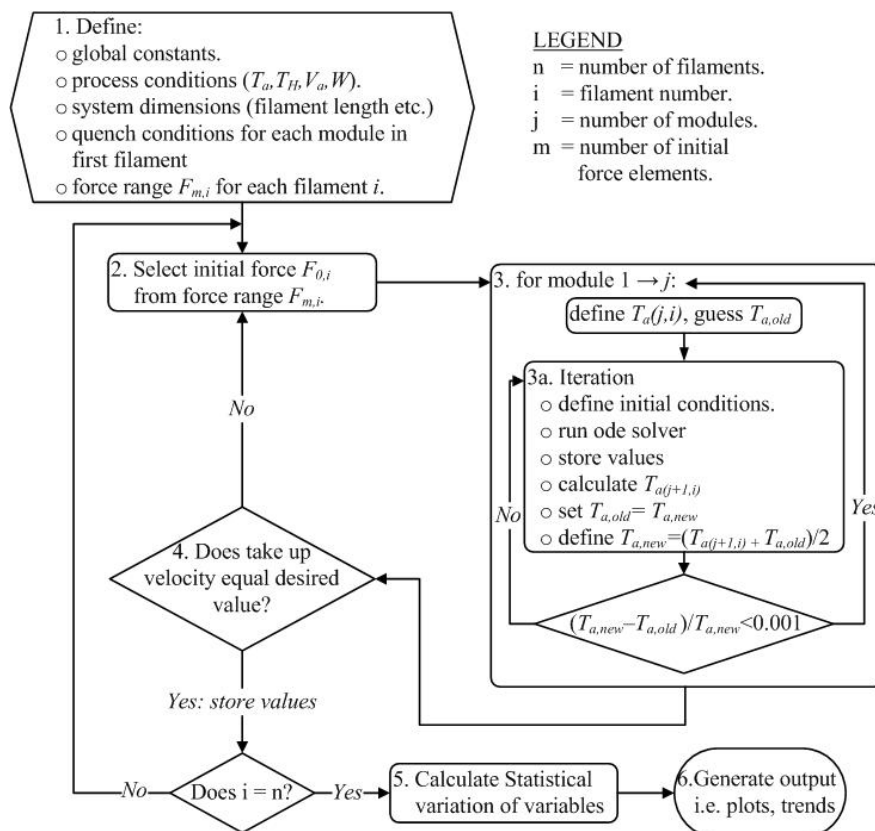 1. Define:
○ global constants.
○ process conditions (Ta,TH,Va,W).
○ system dimensions (filament length etc.)
○ quench conditions for each module in
first filament
○ force range Fm,i for each filament i.
LEGEND
n = number of filaments.
i = filament number.
j = number of modules.
m = number of initial
force elements.
2. Select initial force F0,i
from force range Fm,i.
3. for module 1 → j:
define Ta(j,i), guess Ta,old
3a. Iteration
○ define initial conditions.
○ run ode solver
○ store values
○ calculate Ta(j+1,i)
○ set Ta,old= Ta,new
○ define Ta,new=(Ta(j+1,i) + Ta,old)/2
No
Yes
(Ta,new–Ta,old)/Ta,new<0.001
No
4. Does take up
velocity equal desired
value?
Yes: store values
No
Does i = n?
Yes
5. Calculate Statistical
variation of variables
6.Generate output
i.e. plots, trends